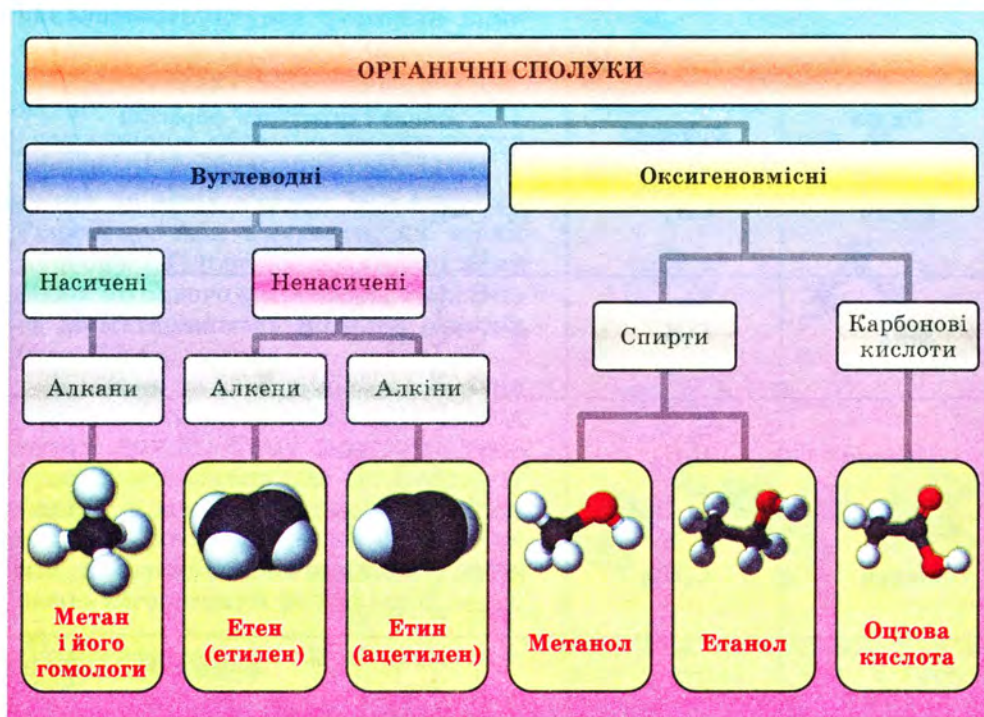 ОРГАНІЧНІ СПОЛУКИ
Вуглеводні
Оксигеновмісні
Насичені
Ненасичені
Спирти
Карбонові
кислоти
Алкани
Алкени
Алкіни
Метан
і його
гомологи
Етен
(етилен)
Етин
(ацетилен)
Метанол
Етанол
Оцтова
кислота